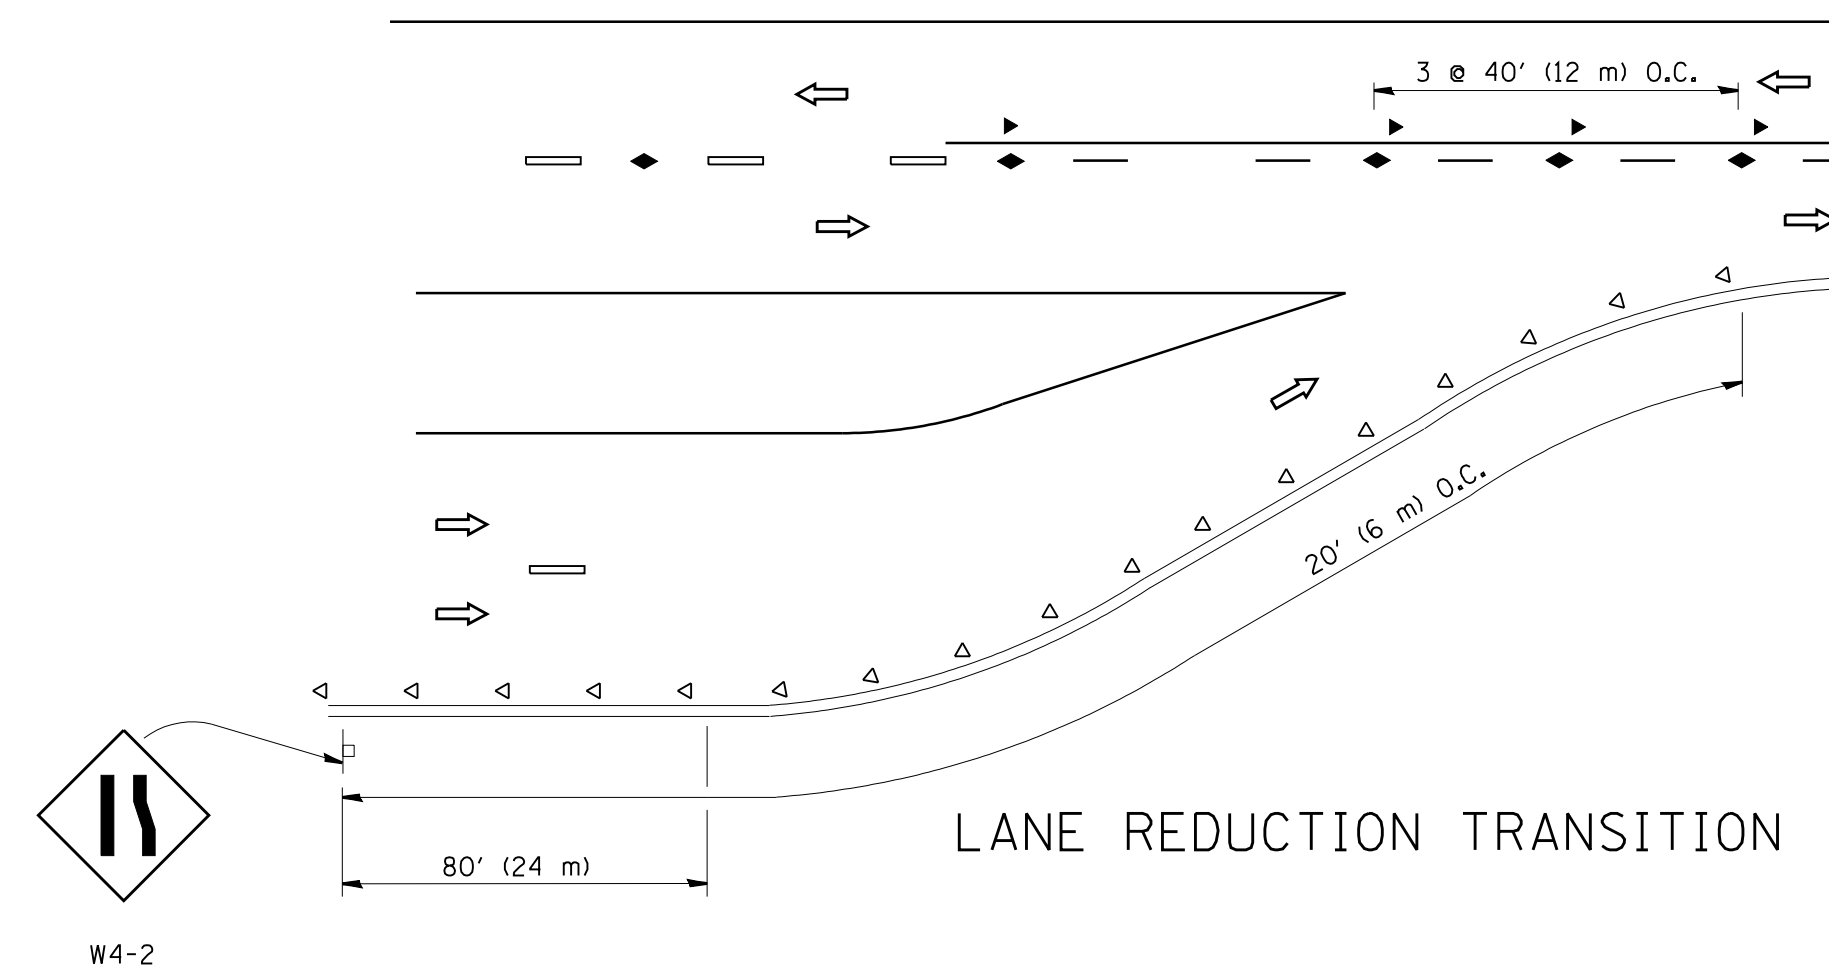 3 @ 40' (12 m) O.C.
20' (6 m) O.C.
LANE REDUCTION TRANSITION
80' (24 m)
W4-2